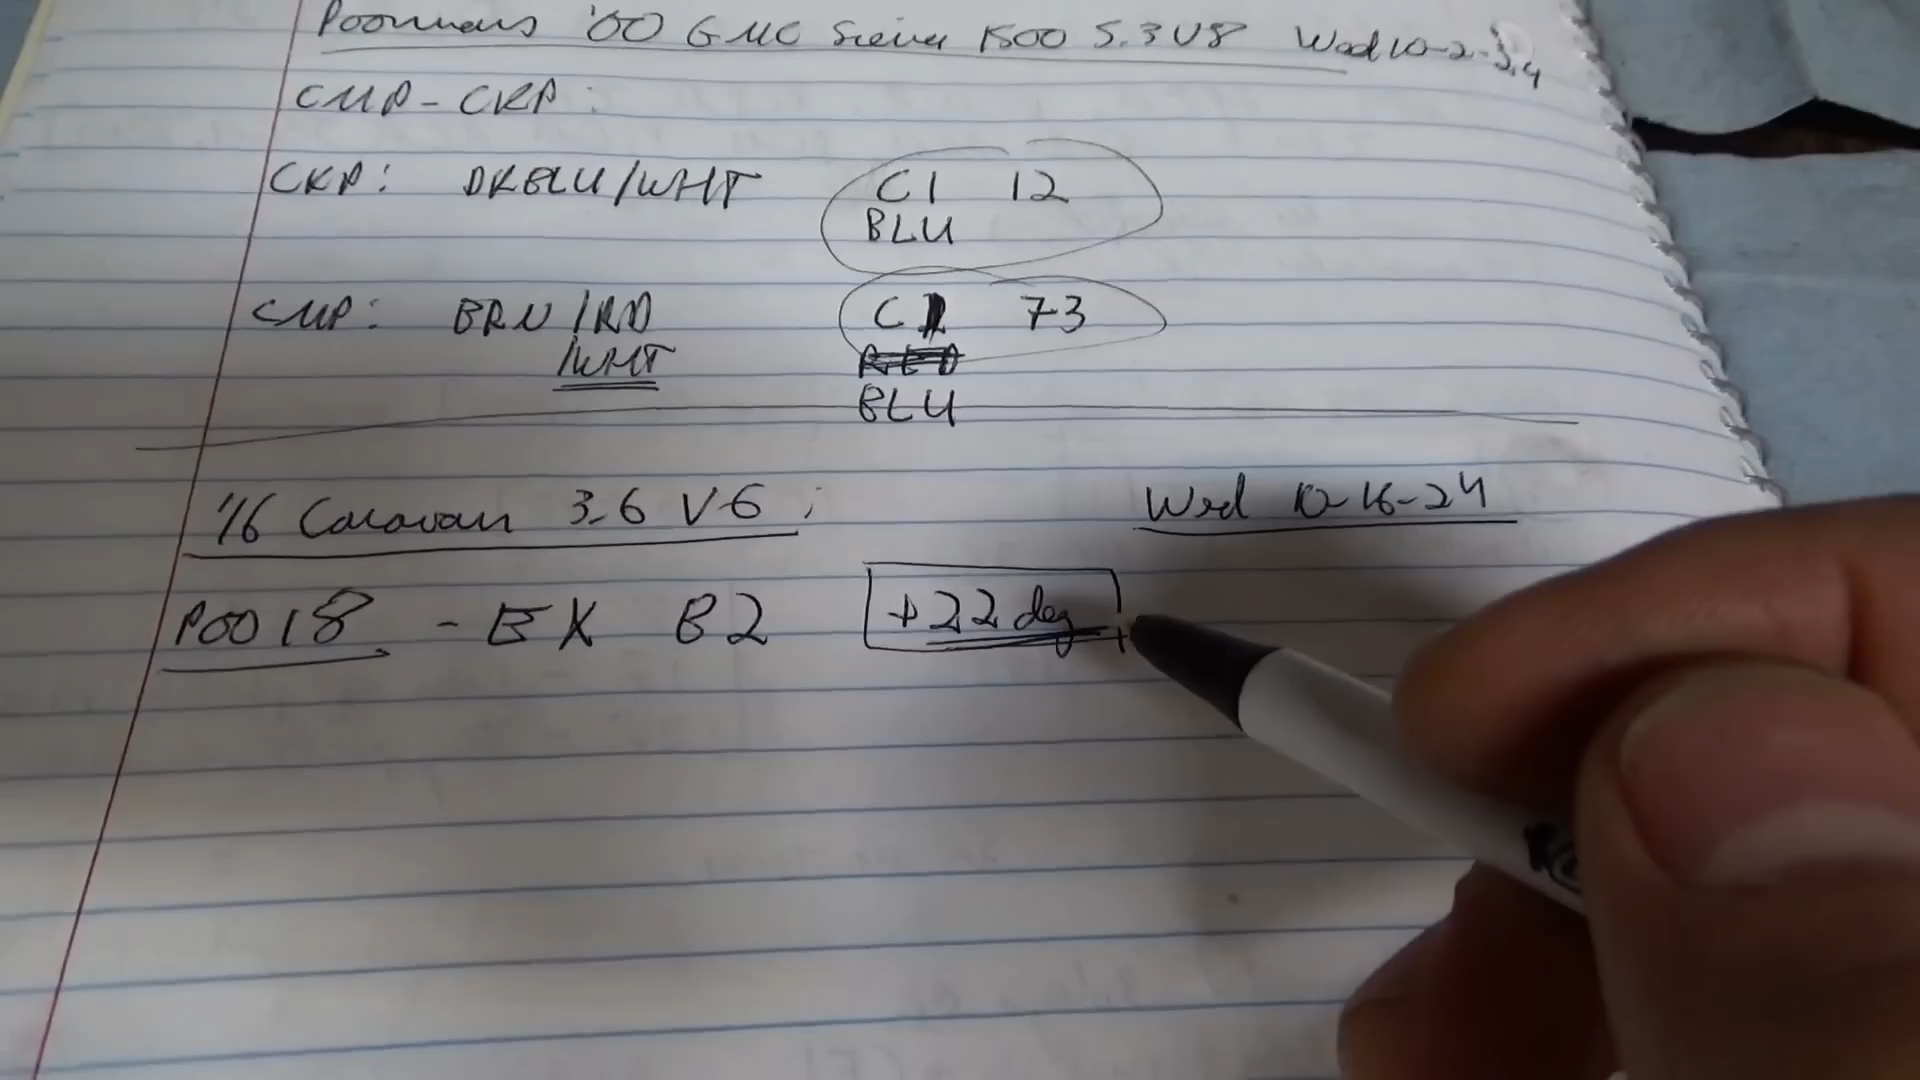 '00 GMC Sierra 1500 5.3 V8 Wed 10-2-24
CMP - CKP :
CKP : DKBLU/WHT C1 12
BLU
CMP : BRN/RD C1 73
/WHT
BLU
'16 Caravan 3.6 V6 : Wed 10-16-24
P0018 - EX B2 +22 deg